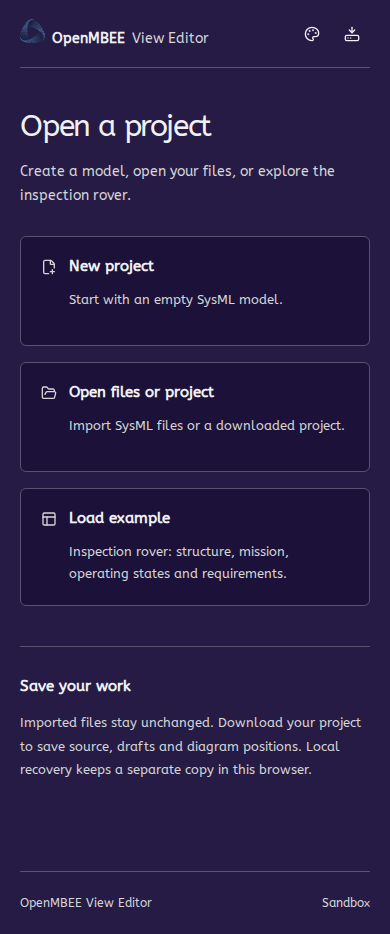 OpenMBEE View Editor
Open a project
Create a model, open your files, or explore the
inspection rover.
New project
Start with an empty SysML model.
Open files or project
Import SysML files or a downloaded project.
Load example
Inspection rover: structure, mission,
operating states and requirements.
Save your work
Imported files stay unchanged. Download your project
to save source, drafts and diagram positions. Local
recovery keeps a separate copy in this browser.
OpenMBEE View Editor
Sandbox